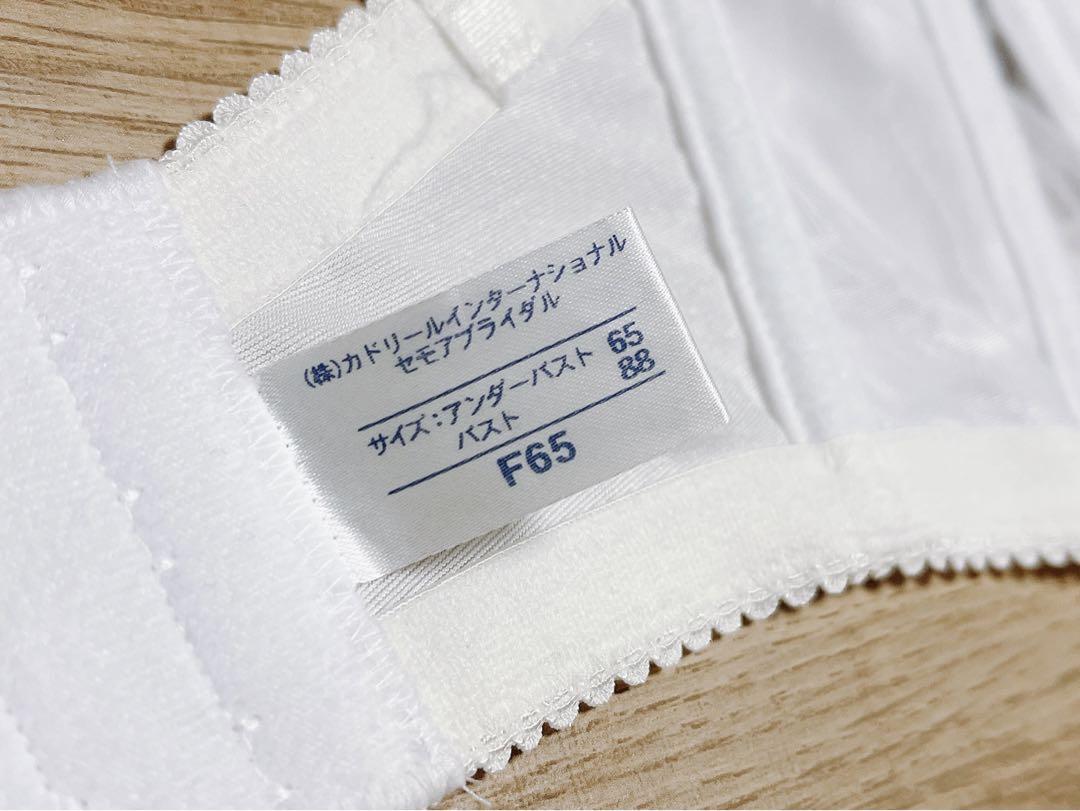 (株)カドリールインターナショナル
セモアブライダル
サイズ:アンダーバスト 65
バスト 88
F65